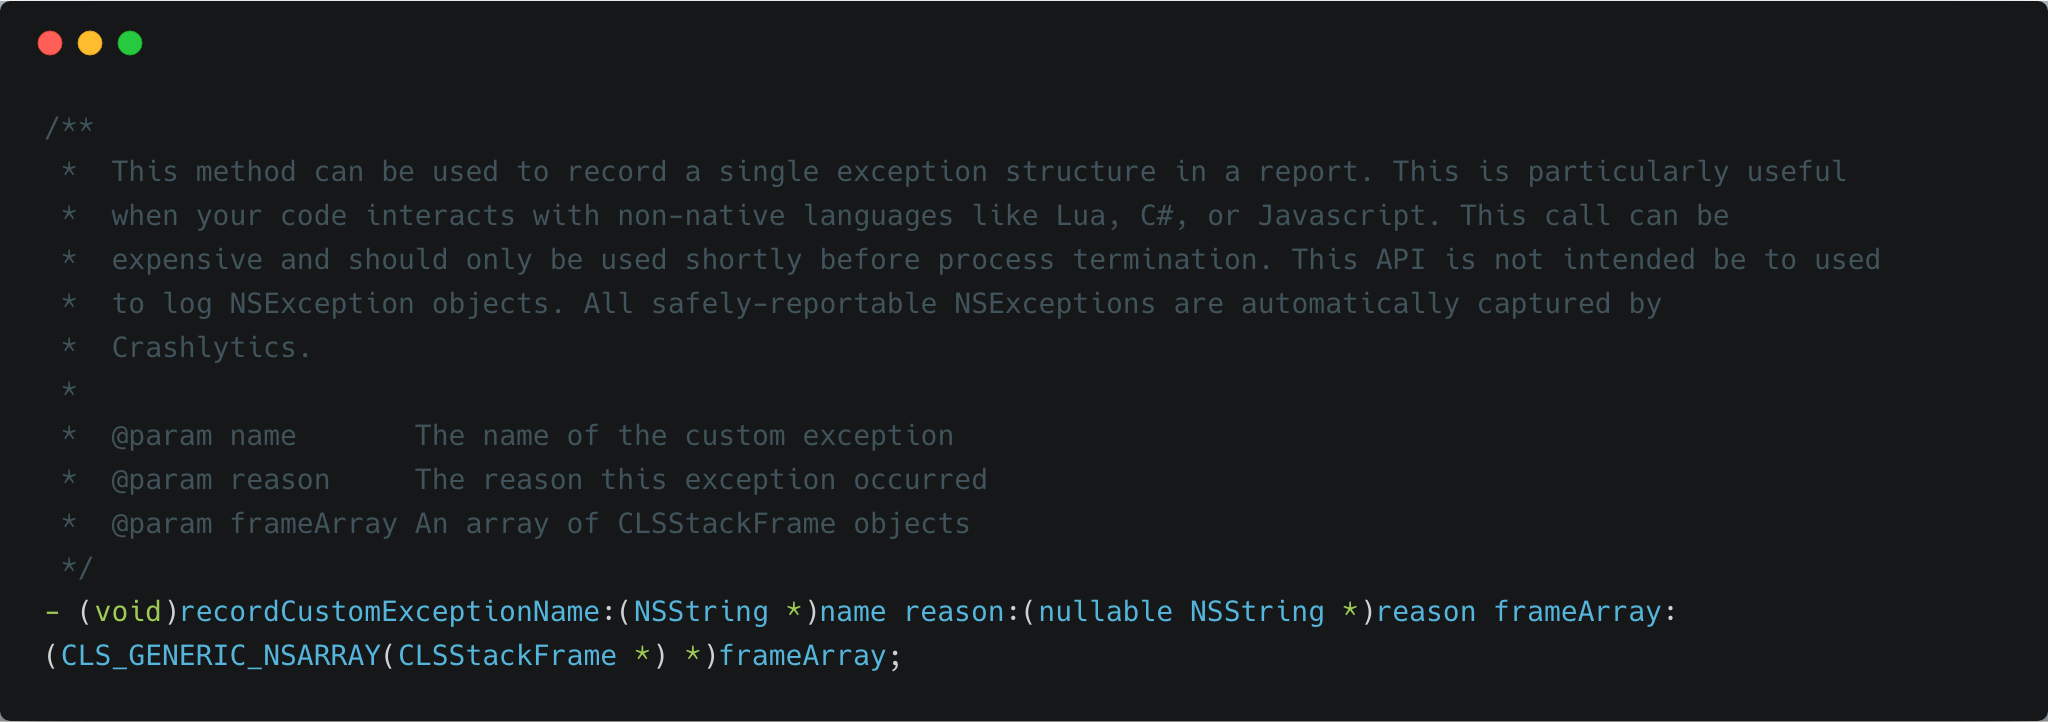 /**
 *  This method can be used to record a single exception structure in a report. This is particularly useful
 *  when your code interacts with non-native languages like Lua, C#, or Javascript. This call can be
 *  expensive and should only be used shortly before process termination. This API is not intended be to used
 *  to log NSException objects. All safely-reportable NSExceptions are automatically captured by
 *  Crashlytics.
 *
 *  @param name       The name of the custom exception
 *  @param reason     The reason this exception occurred
 *  @param frameArray An array of CLSStackFrame objects
 */
- (void)recordCustomExceptionName:(NSString *)name reason:(nullable NSString *)reason frameArray:
(CLS_GENERIC_NSARRAY(CLSStackFrame *) *)frameArray;